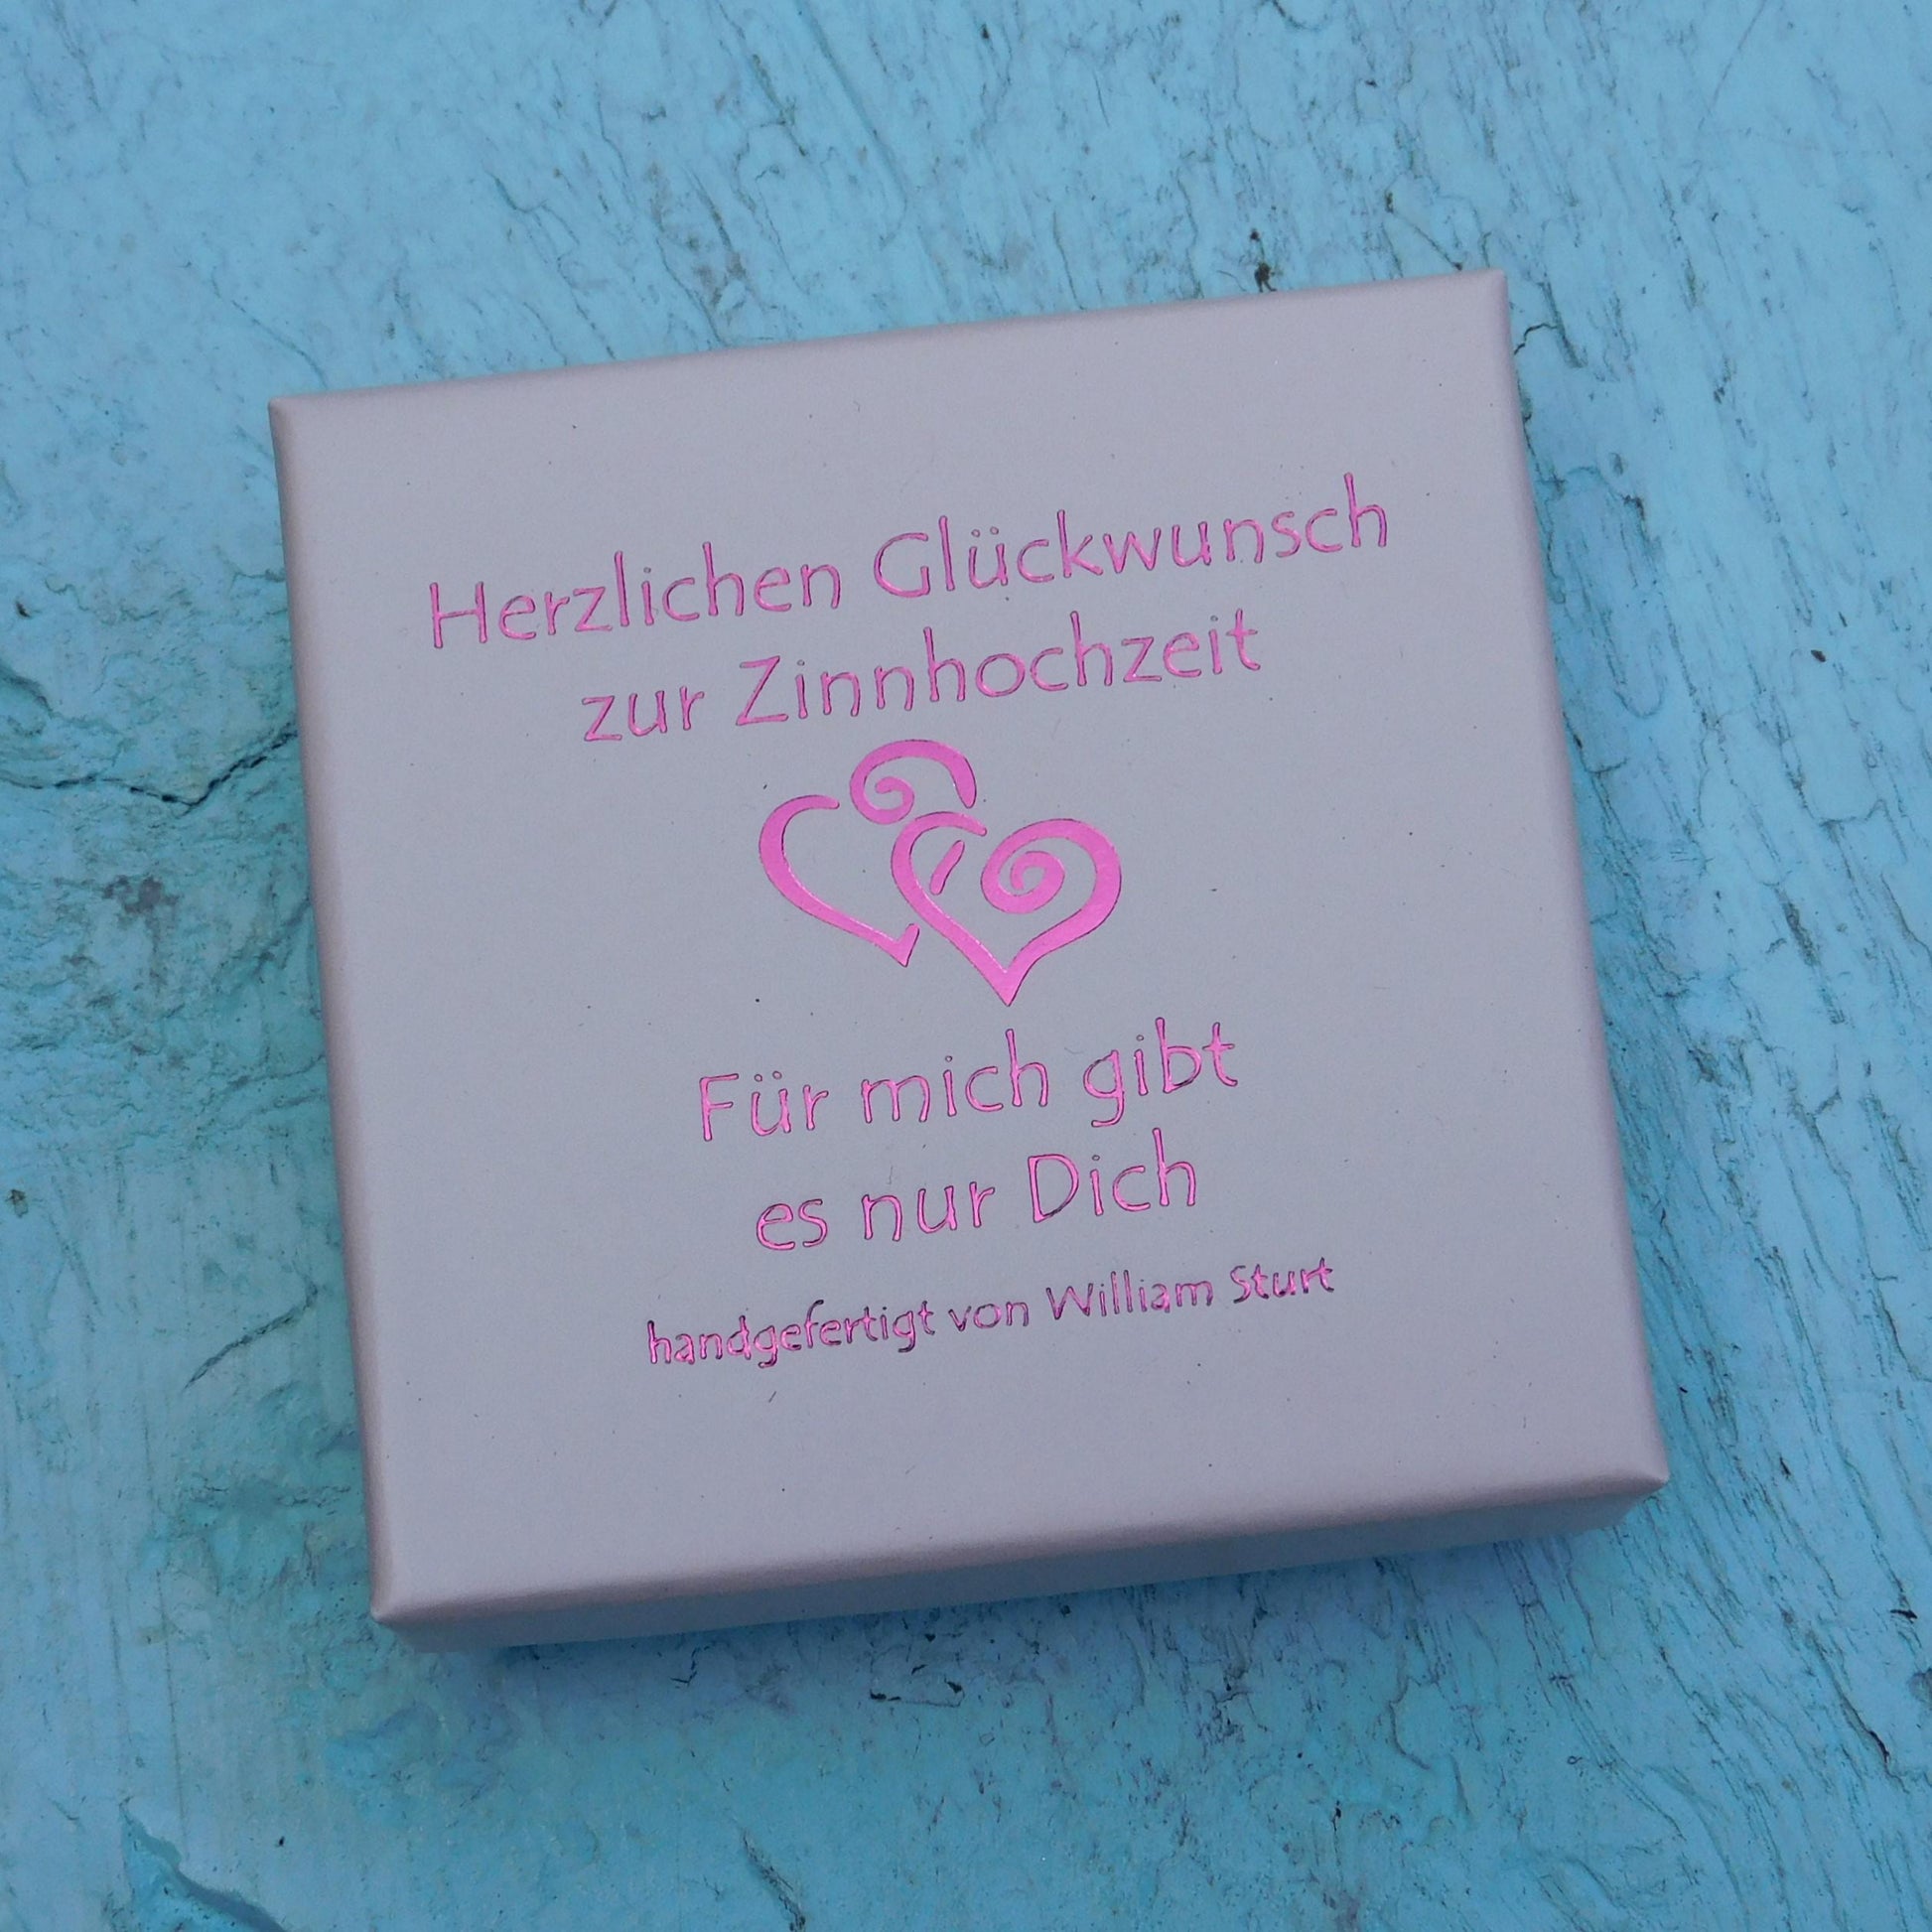 Herzlichen Glückwunsch
zur Zinnhochzeit
Für mich gibt
es nur Dich
handgefertigt von William Sturt